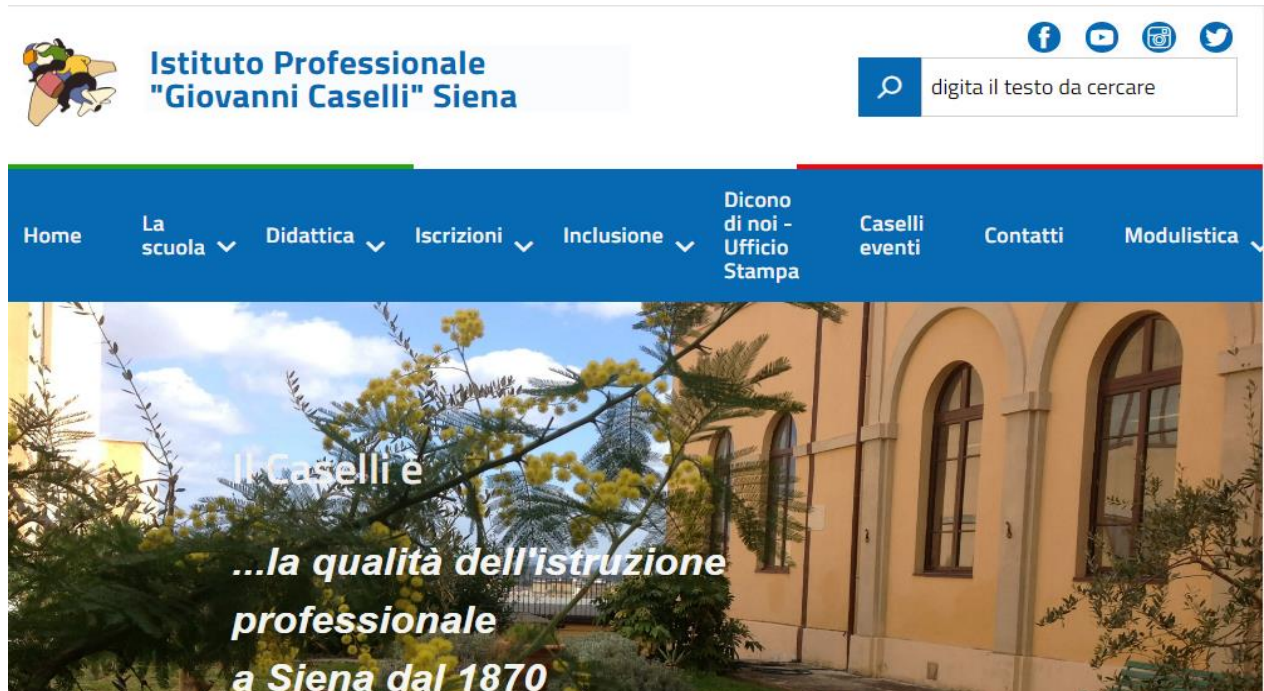 Istituto Professionale
"Giovanni Caselli" Siena
digita il testo da cercare
Home
La
scuola
Didattica
Iscrizioni
Inclusione
Dicono
di noi -
Ufficio
Stampa
Caselli
eventi
Contatti
Modulistica
Il Caselli è
...la qualità dell'istruzione
professionale
a Siena dal 1870